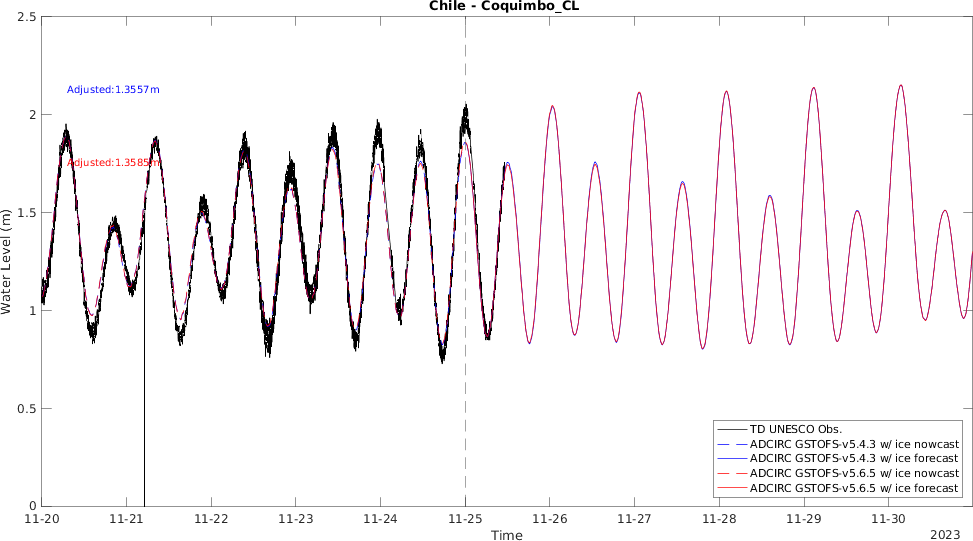 Chile - Coquimbo_CL
2.5
2
1.5
1
0.5
0
Water Level (m)
Adjusted:1.3557m
Adjusted:1.3585m
TD UNESCO Obs.
ADCIRC GSTOFS-v5.4.3 w/ ice nowcast
ADCIRC GSTOFS-v5.4.3 w/ ice forecast
ADCIRC GSTOFS-v5.6.5 w/ ice nowcast
ADCIRC GSTOFS-v5.6.5 w/ ice forecast
11-20 11-21 11-22 11-23 11-24 11-25 11-26 11-27 11-28 11-29 11-30
Time
2023